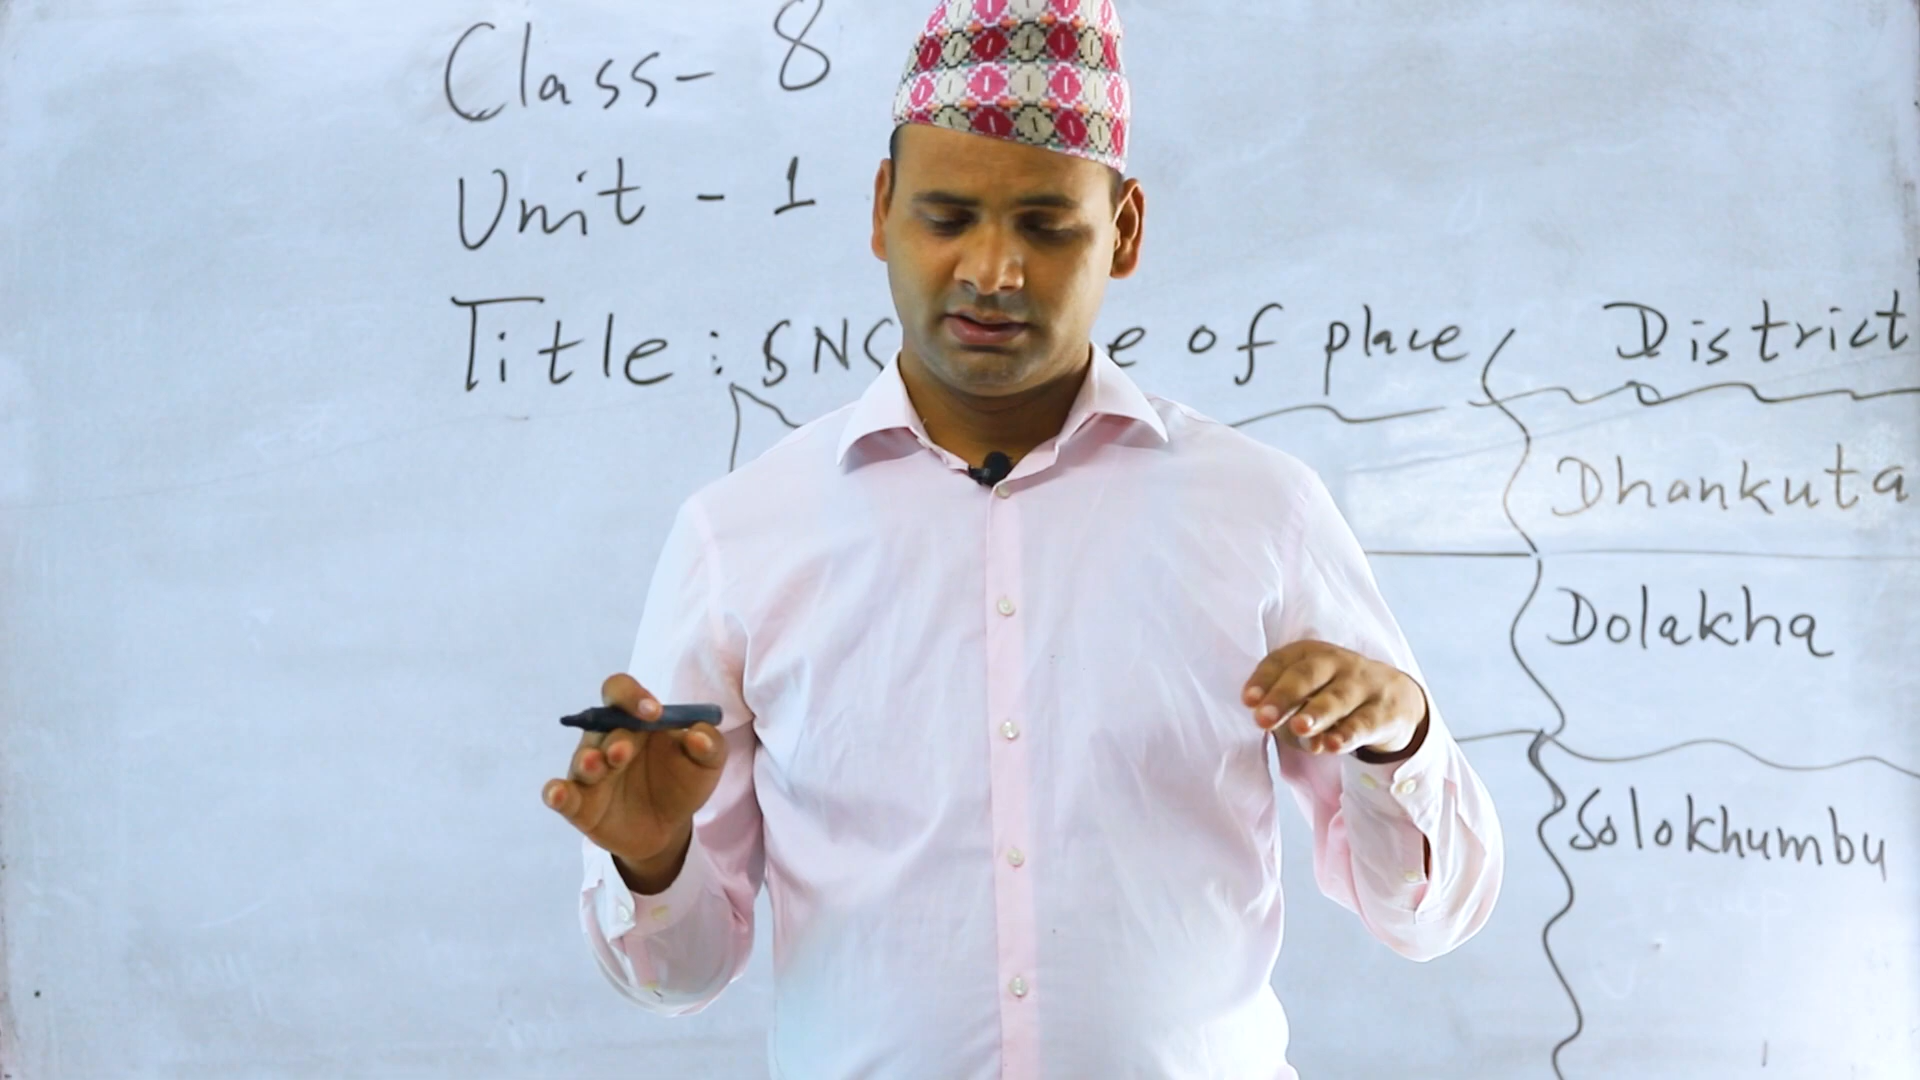 Class - 8
Unit - 1
Title : SN of place District
Dhankuta
Dolakha
Solokhumbu